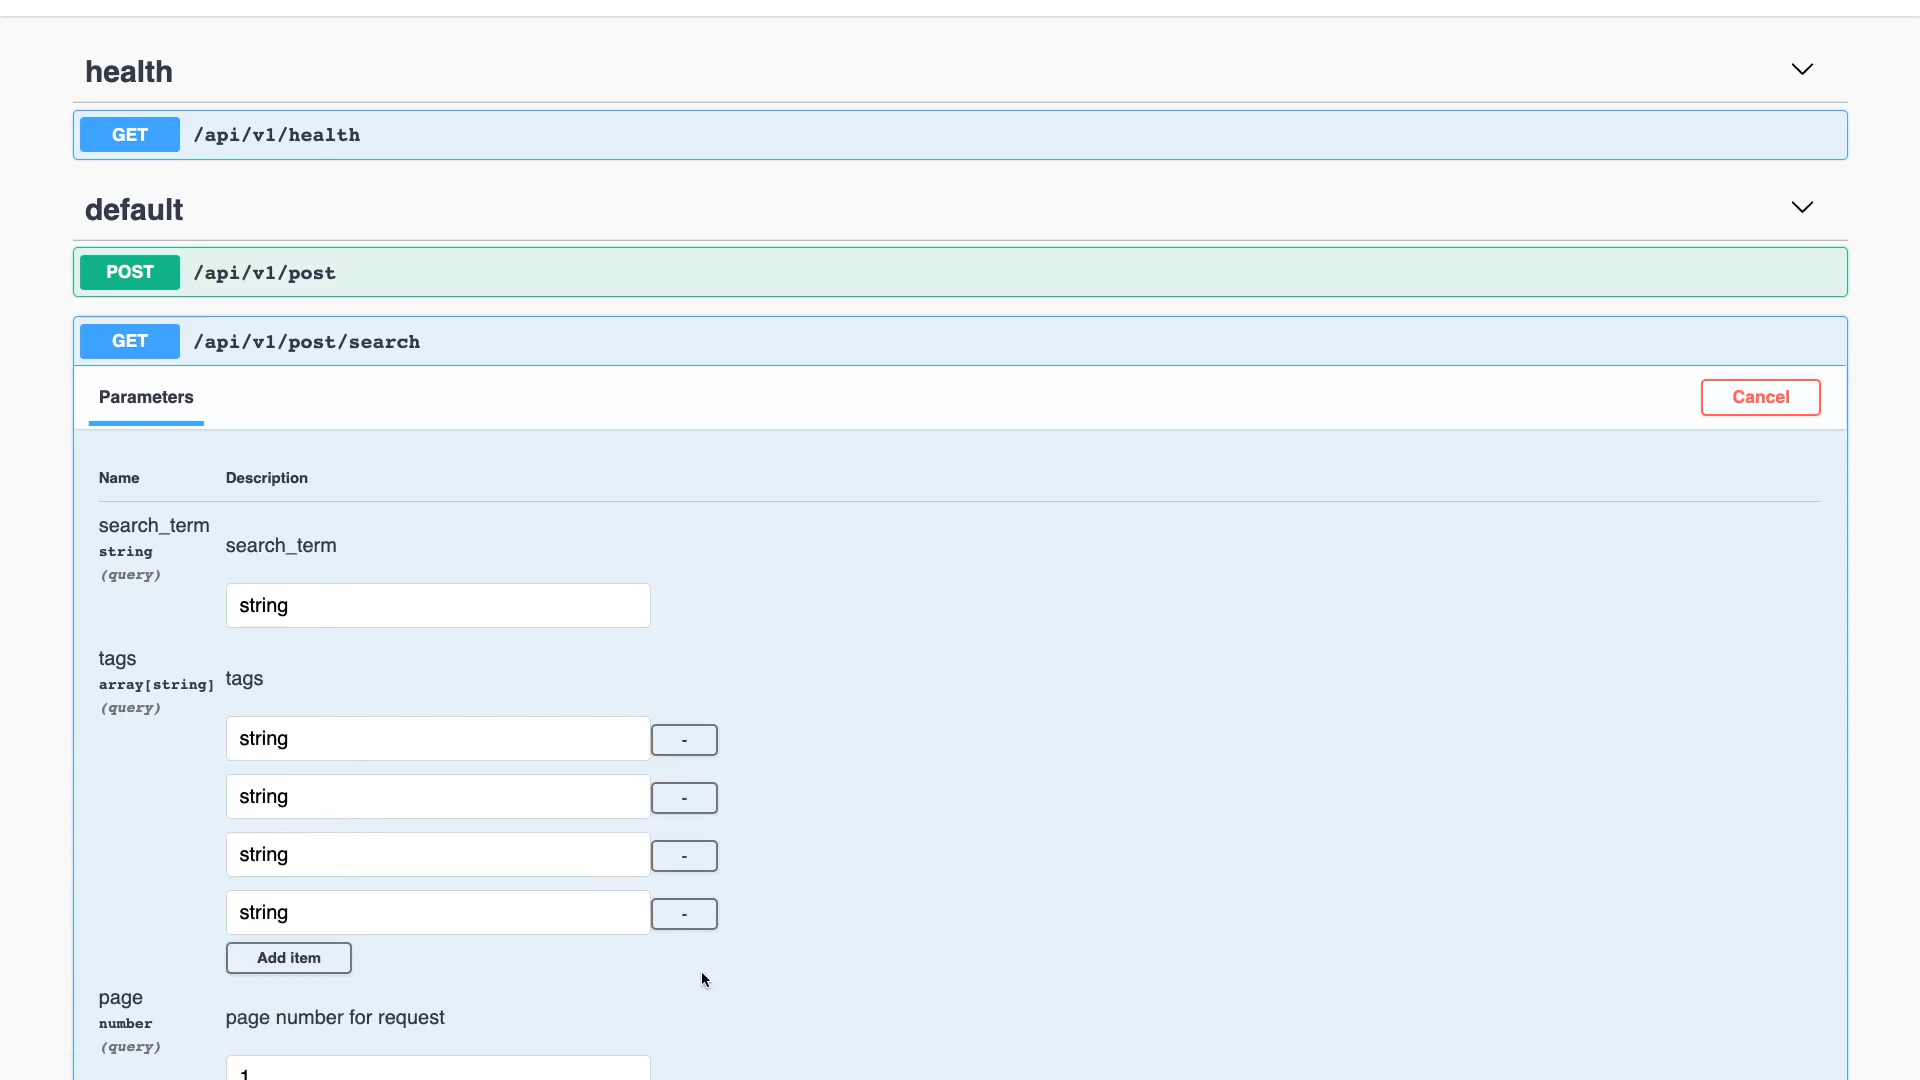 health
GET /api/v1/health
default
POST /api/v1/post
GET /api/v1/post/search
Parameters Cancel
Name Description
search_term
string
(query)
search_term
string
tags
array[string]
(query)
tags
string -
string -
string -
string -
Add item
page
number
(query)
page number for request
1